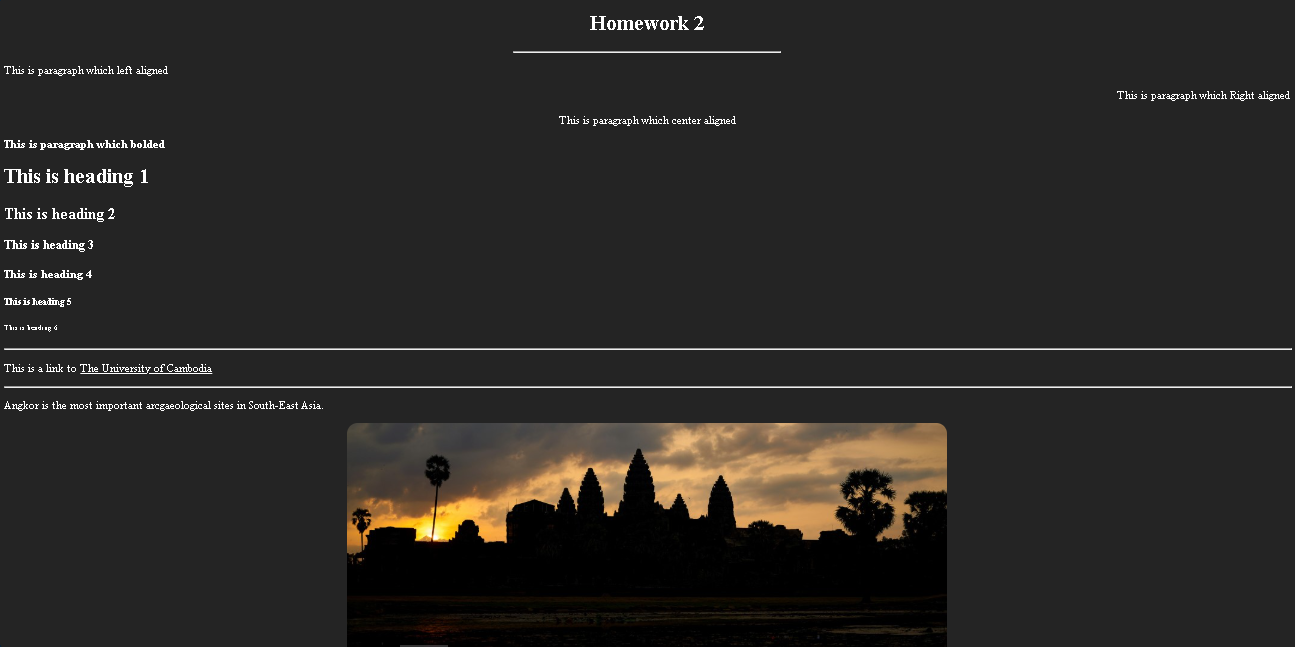 Homework 2
This is paragraph which left aligned
This is paragraph which Right aligned
This is paragraph which center aligned
This is paragraph which bolded
This is heading 1
This is heading 2
This is heading 3
This is heading 4
This is heading 5
This is heading 6
This is a link to The University of Cambodia
Angkor is the most important arcgaeological sites in South-East Asia.